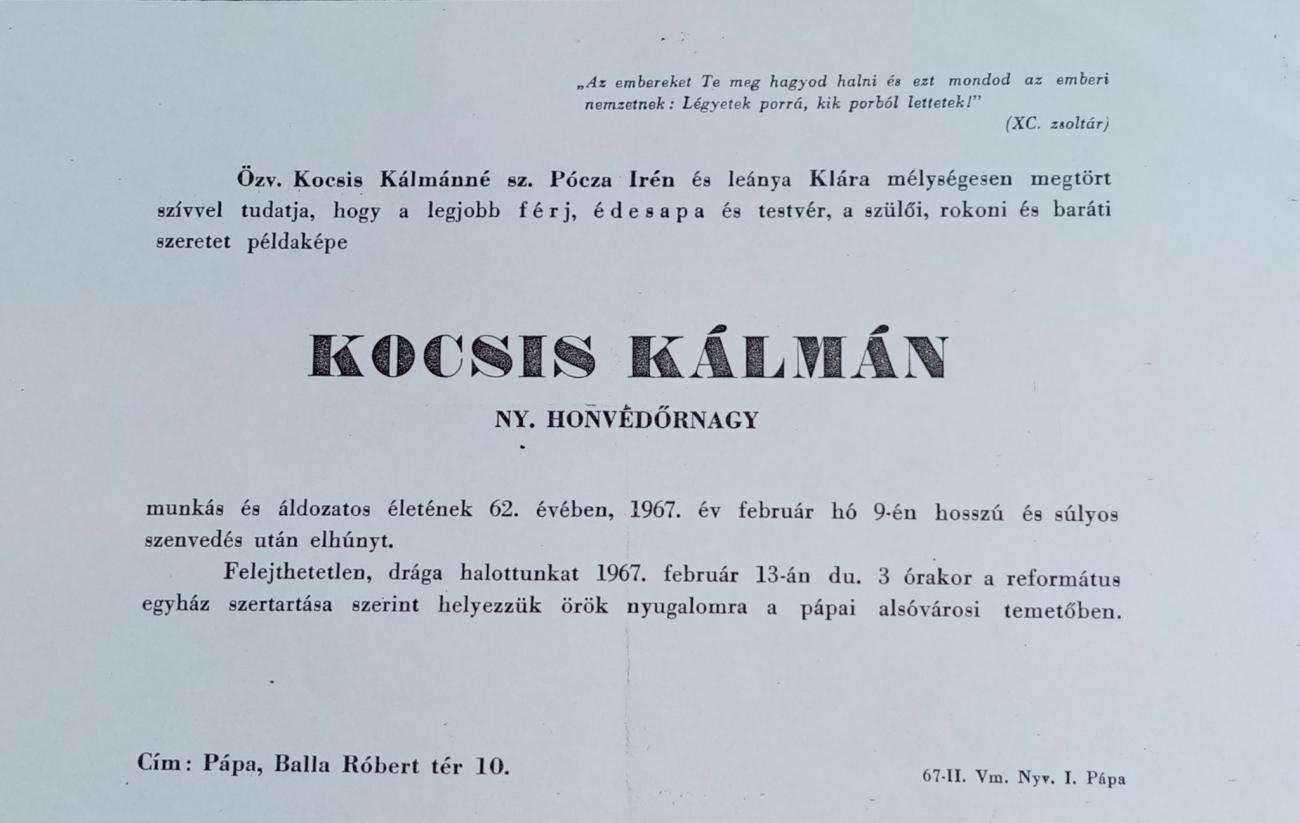 „Az embereket Te meg hagyod halni és ezt mondod az emberi
nemzetnek: Légyetek porrá, kik porból lettetek!”
(XC. zsoltár)
Özv. Kocsis Kálmánné sz. Pócza Irén és leánya Klára mélységesen megtört
szívvel tudatja, hogy a legjobb férj, édesapa és testvér, a szülői, rokoni és baráti
szeretet példaképe
KOCSIS KÁLMÁN
NY. HONVÉDŐRNAGY
munkás és áldozatos életének 62. évében, 1967. év február hó 9-én hosszú és súlyos
szenvedés után elhúnyt.
Felejthetetlen, drága halottunkat 1967. február 13-án du. 3 órakor a református
egyház szertartása szerint helyezzük örök nyugalomra a pápai alsóvárosi temetőben.
Cím: Pápa, Balla Róbert tér 10.
67-II. Vm. Nyv. I. Pápa